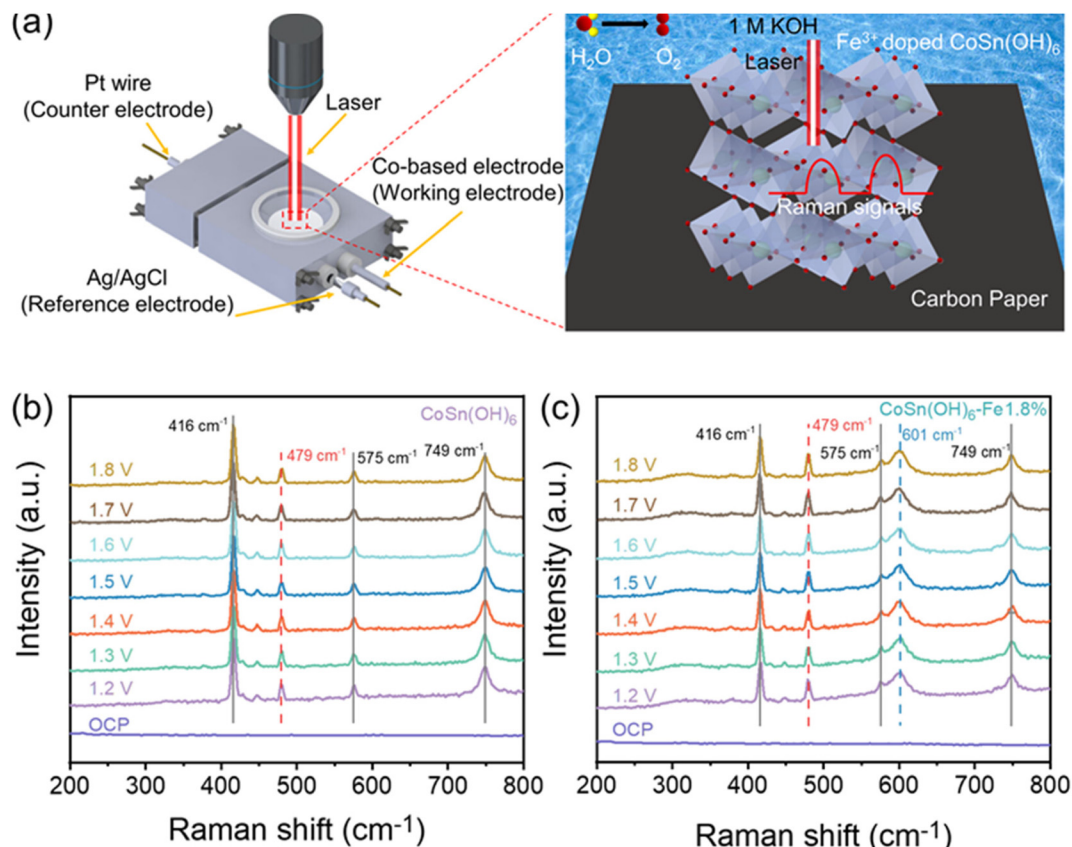 (a)
Pt wire
(Counter electrode)
Laser
Co-based electrode
(Working electrode)
Ag/AgCl
(Reference electrode)
H₂O
O₂
1 M KOH
Laser
Fe³⁺ doped CoSn(OH)₆
Raman signals
Carbon Paper
(b)
CoSn(OH)₆
416 cm⁻¹
479 cm⁻¹
575 cm⁻¹
749 cm⁻¹
1.8 V
1.7 V
1.6 V
1.5 V
1.4 V
1.3 V
1.2 V
OCP
Intensity (a.u.)
200 300 400 500 600 700 800
Raman shift (cm⁻¹)
(c)
CoSn(OH)₆-Fe1.8%
416 cm⁻¹
479 cm⁻¹
575 cm⁻¹
601 cm⁻¹
749 cm⁻¹
1.8 V
1.7 V
1.6 V
1.5 V
1.4 V
1.3 V
1.2 V
OCP
Intensity (a.u.)
200 300 400 500 600 700 800
Raman shift (cm⁻¹)